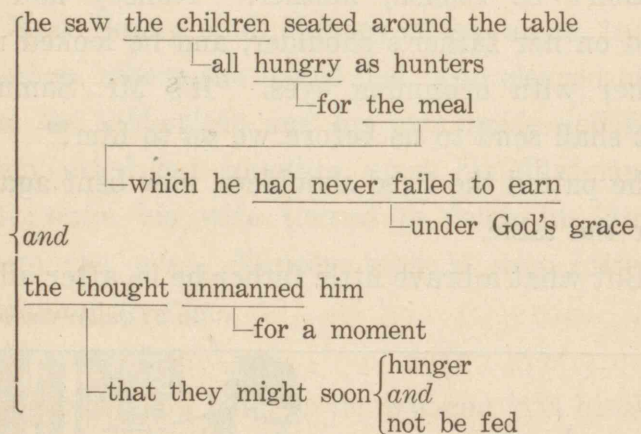 he saw the children seated around the table
all hungry as hunters
for the meal
which he had never failed to earn
under God's grace
and
the thought unmanned him
for a moment
that they might soon
hunger
and
not be fed